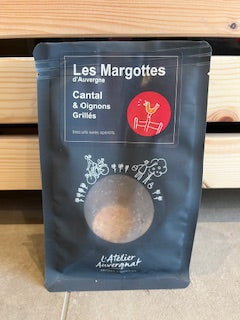 Les Margottes
d'Auvergne
Cantal
& Oignons
Grillés
biscuits salés apéritifs
L'Atelier
Auvergnat